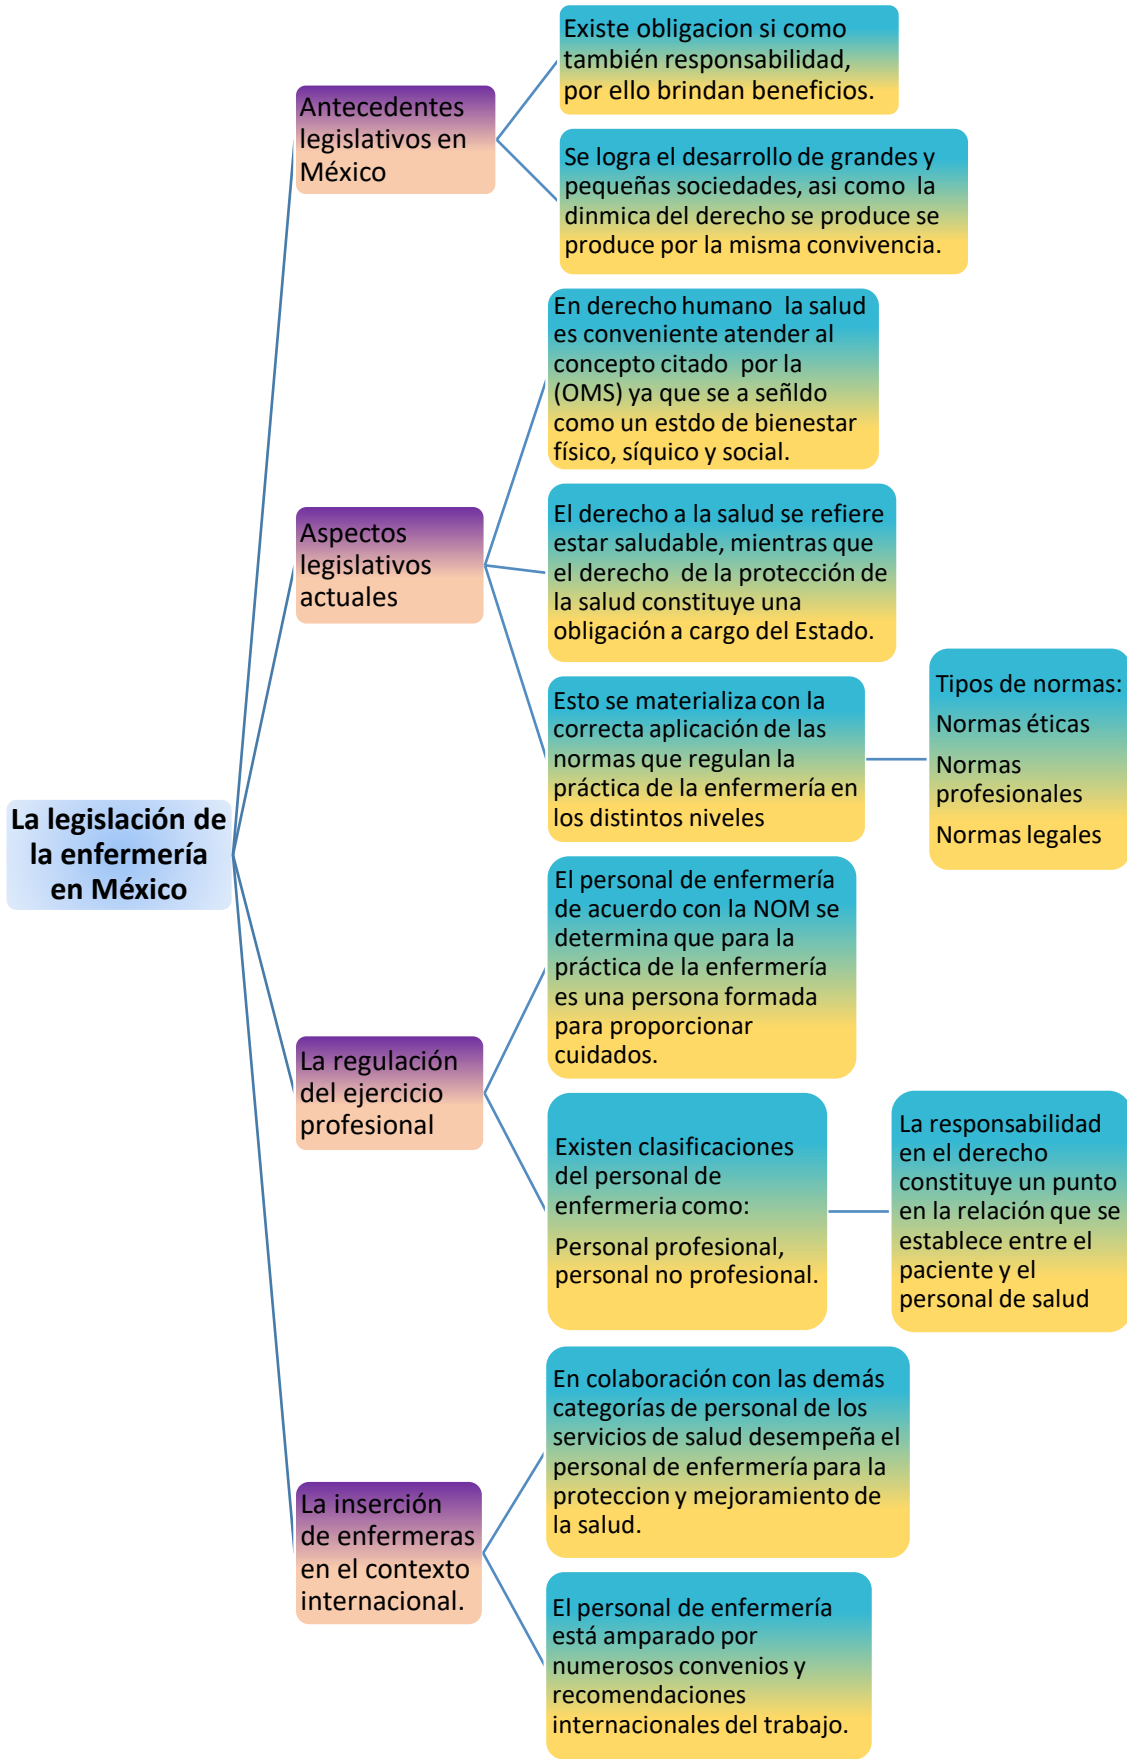 La legislación de
la enfermería
en México
Antecedentes
legislativos en
México
Existe obligacion si como
también responsabilidad,
por ello brindan beneficios.
Se logra el desarrollo de grandes y
pequeñas sociedades, asi como  la
dinmica del derecho se produce se
produce por la misma convivencia.
Aspectos
legislativos
actuales
En derecho humano  la salud
es conveniente atender al
concepto citado  por la
(OMS) ya que se a señldo
como un estdo de bienestar
físico, síquico y social.
El derecho a la salud se refiere
estar saludable, mientras que
el derecho  de la protección de
la salud constituye una
obligación a cargo del Estado.
Esto se materializa con la
correcta aplicación de las
normas que regulan la
práctica de la enfermería en
los distintos niveles
Tipos de normas:
Normas éticas
Normas
profesionales
Normas legales
La regulación
del ejercicio
profesional
El personal de enfermería
de acuerdo con la NOM se
determina que para la
práctica de la enfermería
es una persona formada
para proporcionar
cuidados.
Existen clasificaciones
del personal de
enfermeria como:
Personal profesional,
personal no profesional.
La responsabilidad
en el derecho
constituye un punto
en la relación que se
establece entre el
paciente y el
personal de salud
La inserción
de enfermeras
en el contexto
internacional.
En colaboración con las demás
categorías de personal de los
servicios de salud desempeña el
personal de enfermería para la
proteccion y mejoramiento de
la salud.
El personal de enfermería
está amparado por
numerosos convenios y
recomendaciones
internacionales del trabajo.